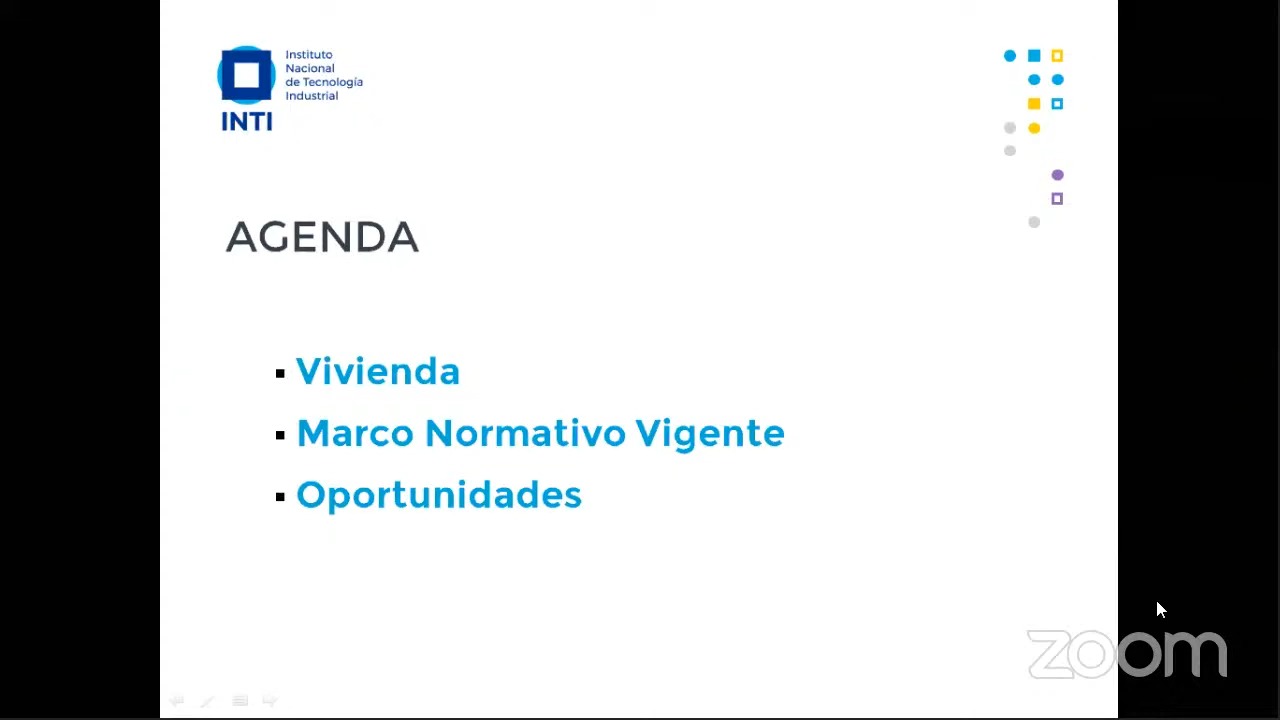 Instituto
Nacional
de Tecnología
Industrial
INTI
AGENDA
▪ Vivienda
▪ Marco Normativo Vigente
▪ Oportunidades
zoom